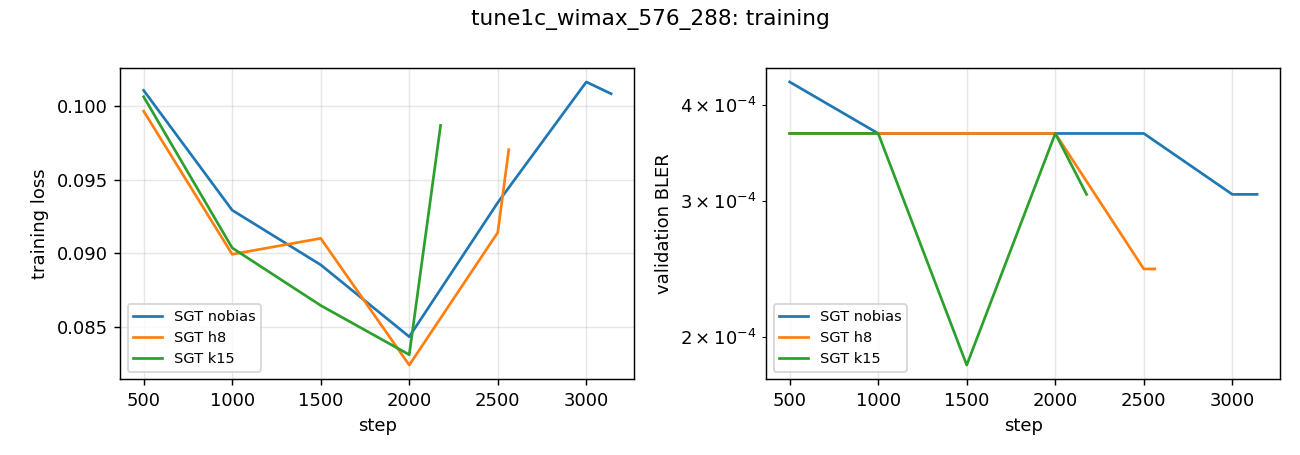 tune1c_wimax_576_288: training
training loss
0.100
0.095
0.090
0.085
500 1000 1500 2000 2500 3000
step
SGT nobias
SGT h8
SGT k15
validation BLER
4 × 10⁻⁴
3 × 10⁻⁴
2 × 10⁻⁴
500 1000 1500 2000 2500 3000
step
SGT nobias
SGT h8
SGT k15